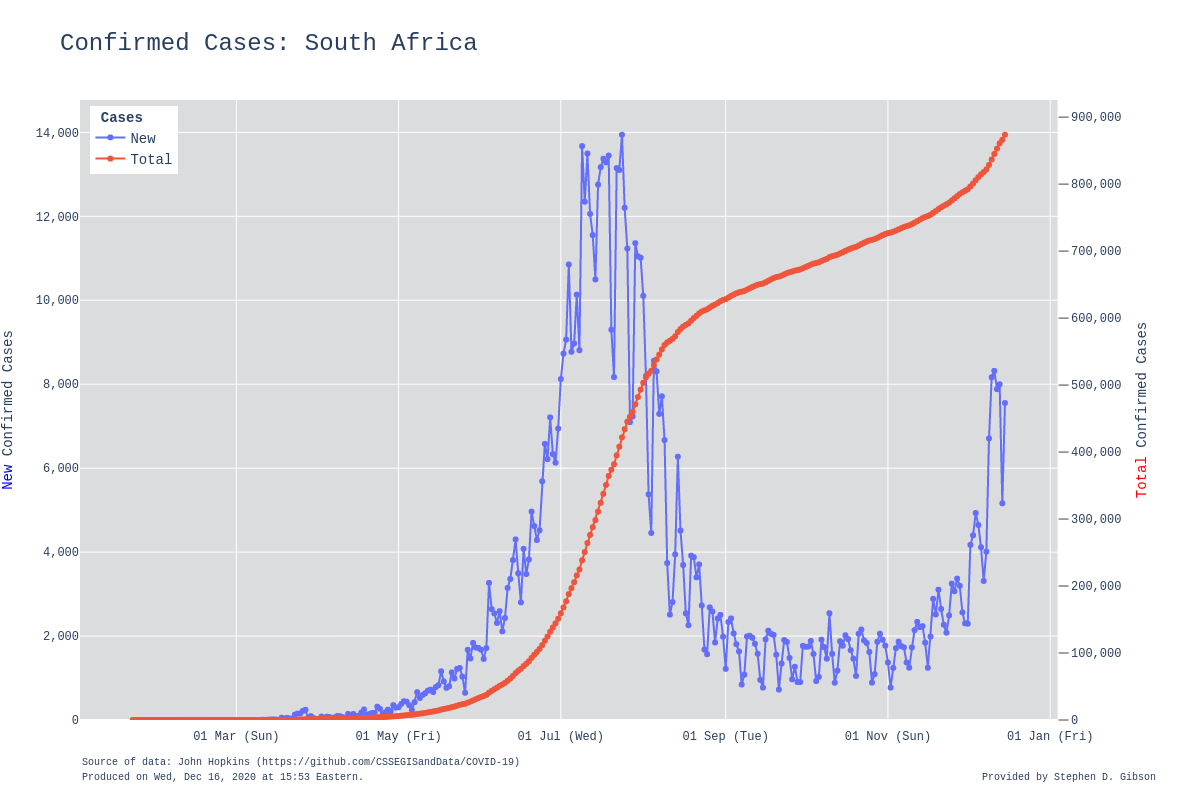 Confirmed Cases: South Africa
Cases
New
Total
14,000
12,000
10,000
8,000
6,000
4,000
2,000
0
New Confirmed Cases
900,000
800,000
700,000
600,000
500,000
400,000
300,000
200,000
100,000
0
Total Confirmed Cases
01 Mar (Sun)
01 May (Fri)
01 Jul (Wed)
01 Sep (Tue)
01 Nov (Sun)
01 Jan (Fri)
Source of data: John Hopkins (https://github.com/CSSEGISandData/COVID-19)
Produced on Wed, Dec 16, 2020 at 15:53 Eastern.
Provided by Stephen D. Gibson